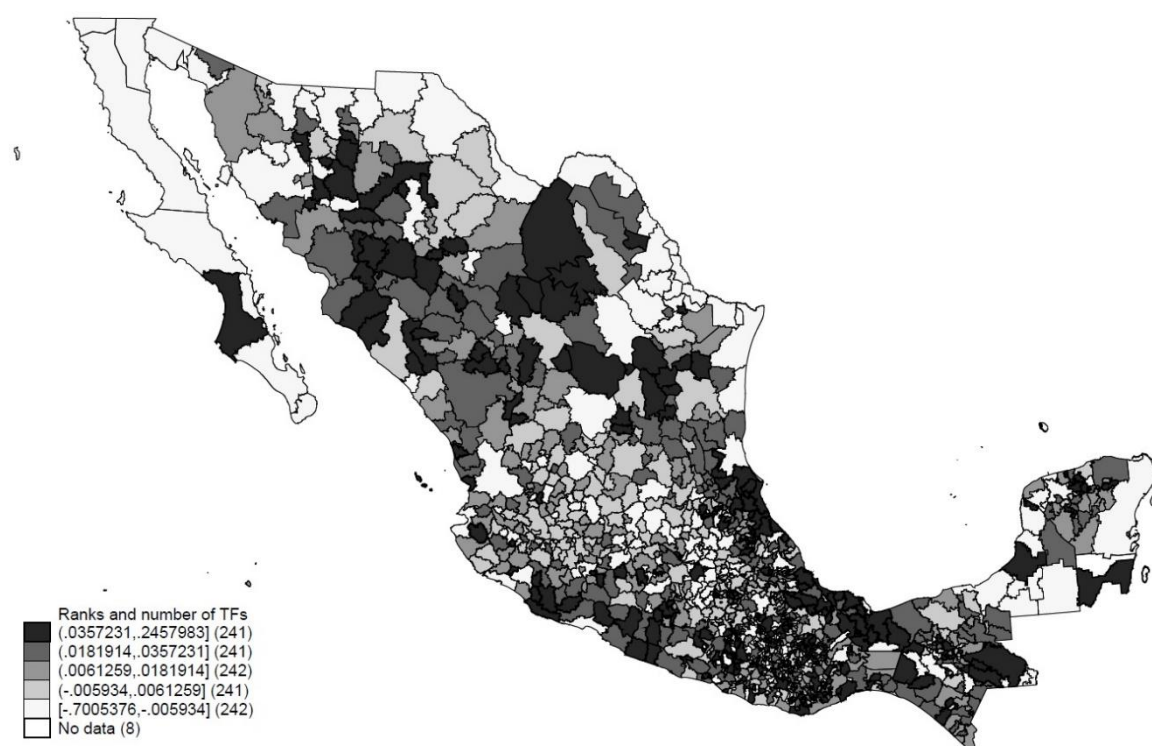 Ranks and number of TFs
(.0357231,.2457983] (241)
(.0181914,.0357231] (241)
(.0061259,.0181914] (242)
(-.005934,.0061259] (241)
[-.7005376,-.005934] (242)
No data (8)